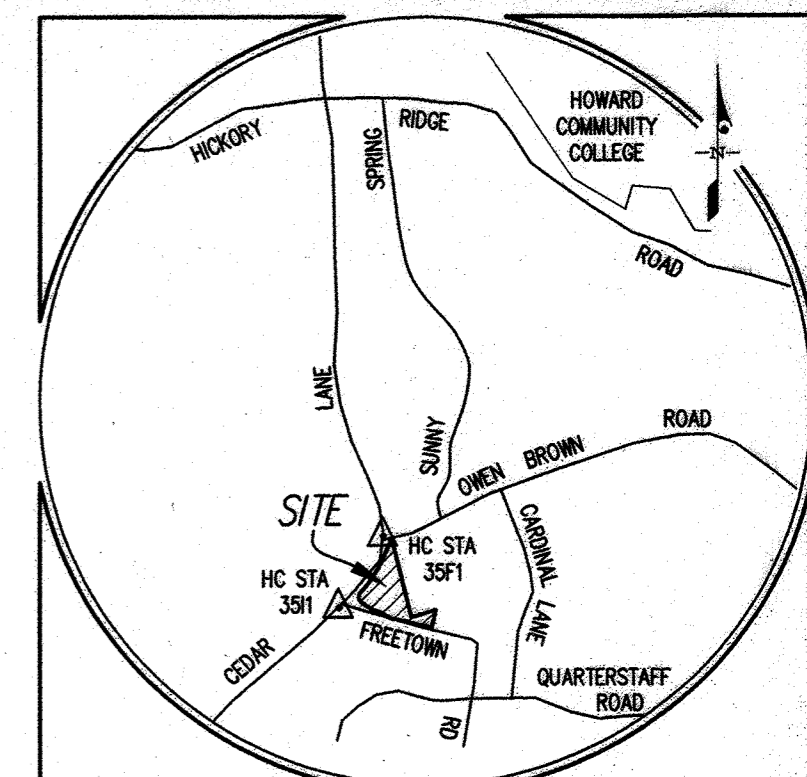 HOWARD
COMMUNITY
COLLEGE
N
HICKORY
RIDGE
SPRING
ROAD
LANE
SUNNY
OWEN BROWN
ROAD
SITE
HC STA
35F1
CARDINAL LANE
HC STA
35I1
FREETOWN
CEDAR
QUARTERSTAFF
ROAD
RD